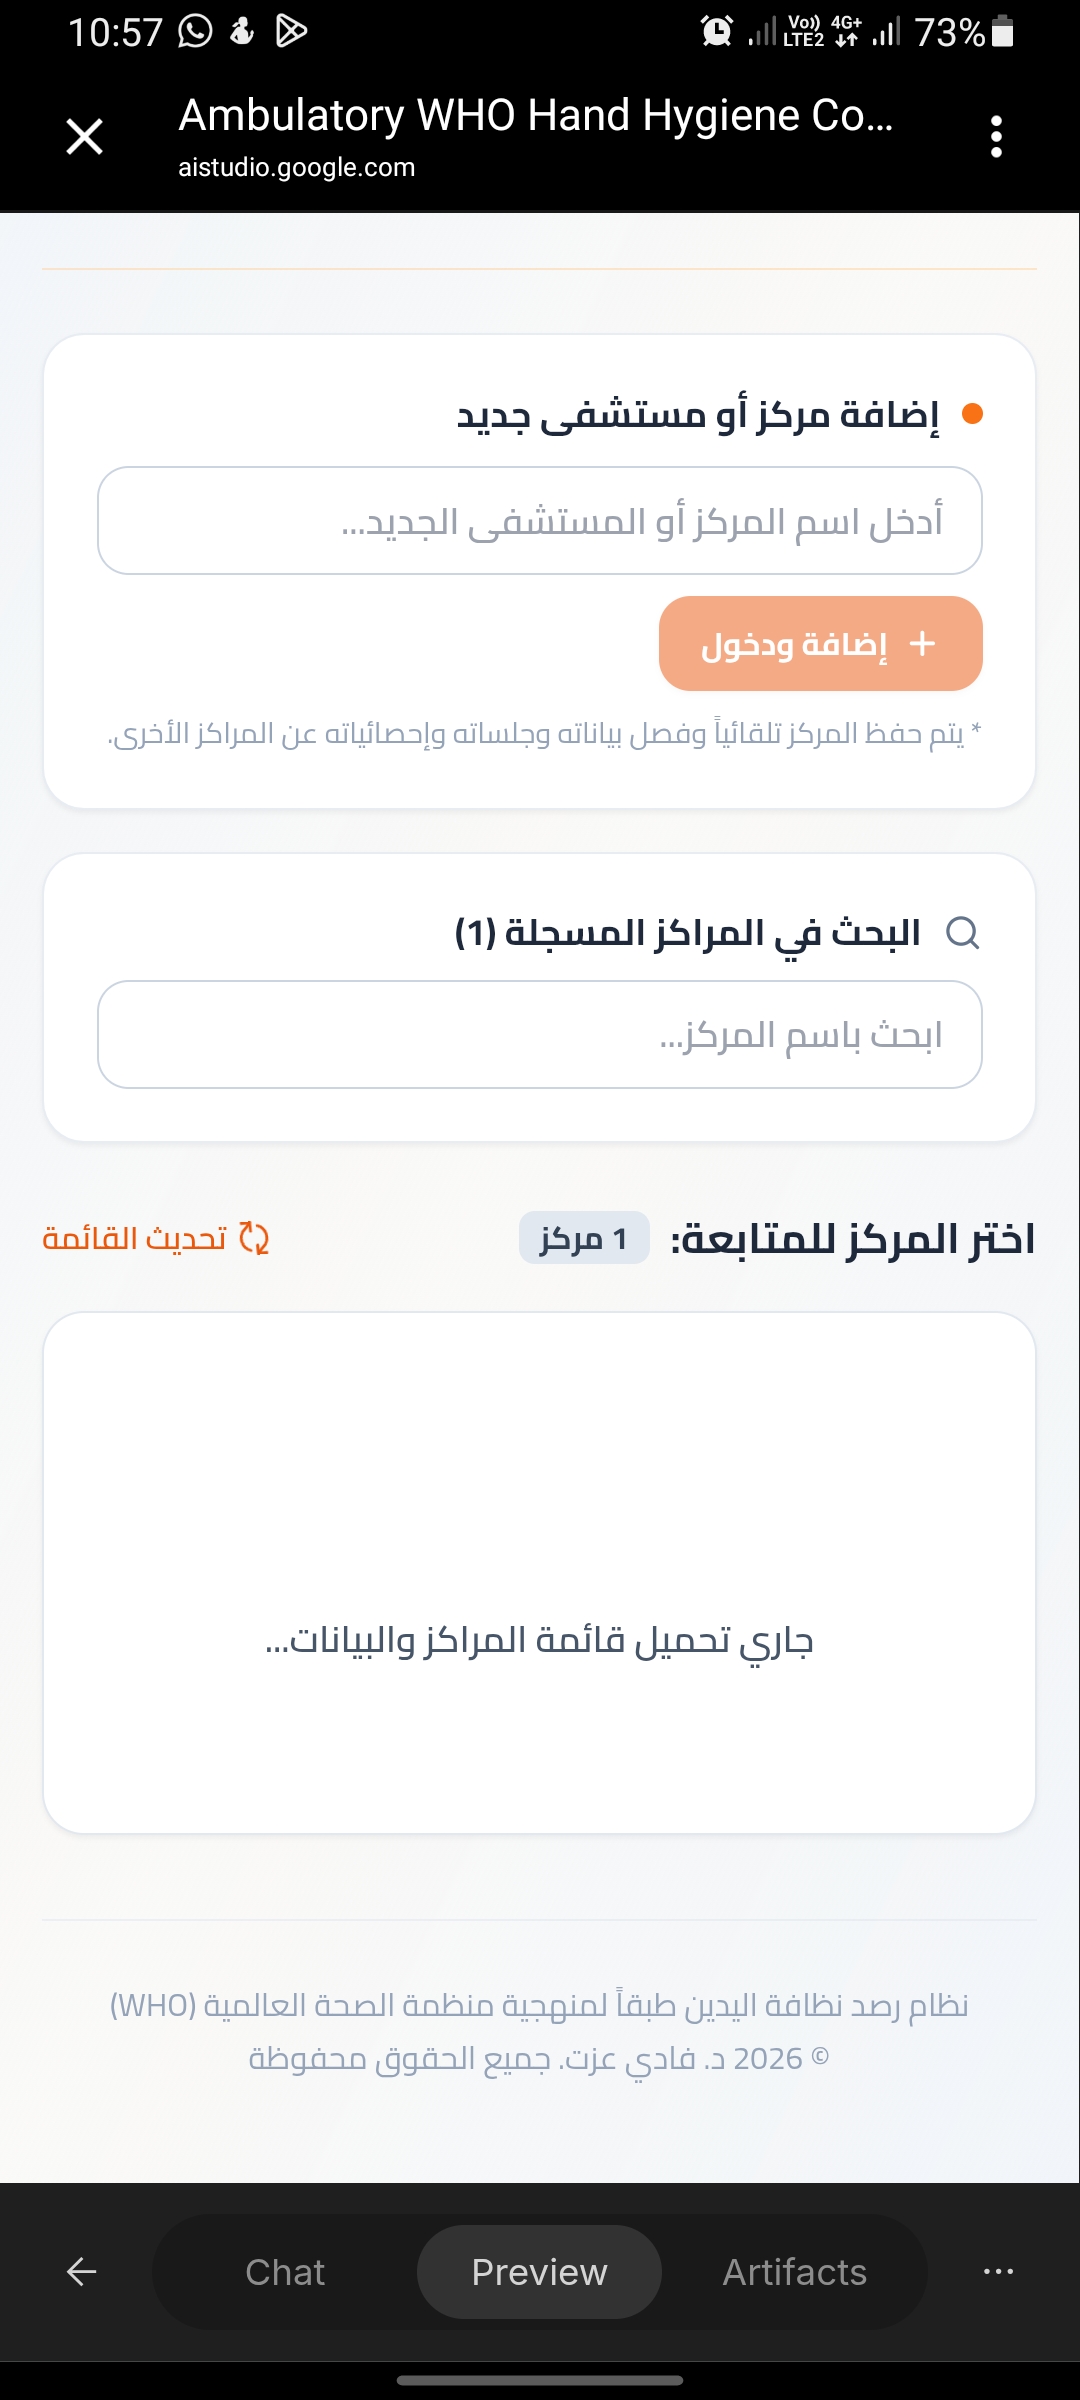 10:57
Vo)) LTE2 4G+ 73%
Ambulatory WHO Hand Hygiene Co...
aistudio.google.com
إضافة مركز أو مستشفى جديد
أدخل اسم المركز أو المستشفى الجديد...
+ إضافة ودخول
* يتم حفظ المركز تلقائياً وفصل بياناته وجلساته وإحصائياته عن المراكز الأخرى.
البحث في المراكز المسجلة (1)
ابحث باسم المركز...
اختر المركز للمتابعة: 1 مركز تحديث القائمة
جاري تحميل قائمة المراكز والبيانات...
نظام رصد نظافة اليدين طبقاً لمنهجية منظمة الصحة العالمية (WHO)
© 2026 د. فادي عزت. جميع الحقوق محفوظة
Chat Preview Artifacts